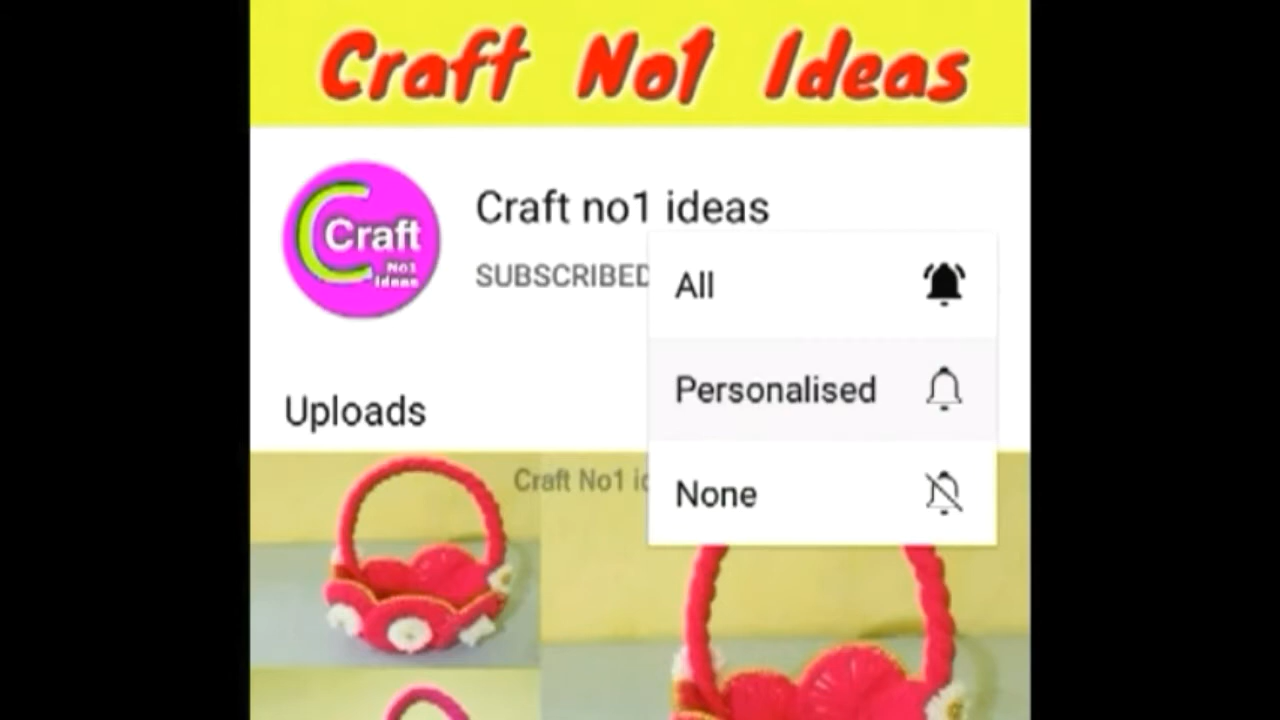 Craft No1 Ideas
Craft
No1
Ideas
Craft no1 ideas
SUBSCRIBED
All
Personalised
Uploads
None
Craft No1